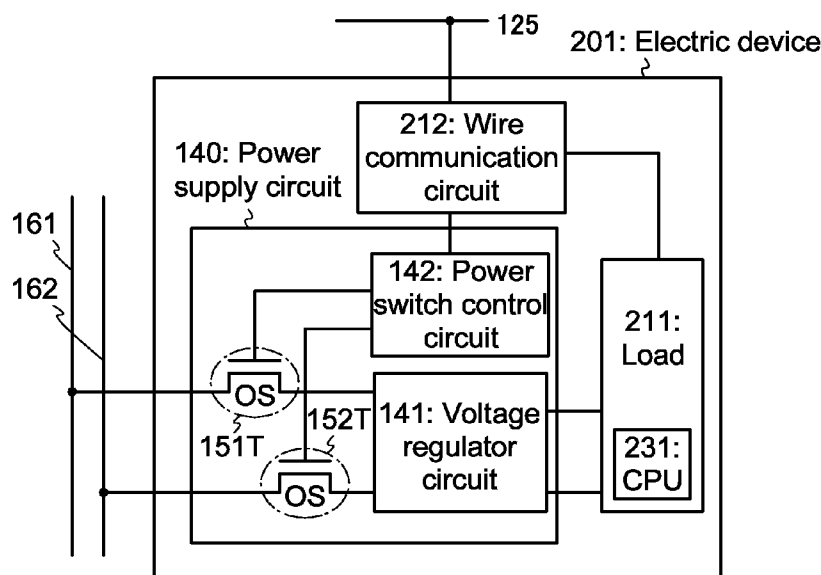 125
201: Electric device
212: Wire
communication
circuit
140: Power
supply circuit
161
162
142: Power
switch control
circuit
211:
Load
OS
151T
152T
141: Voltage
regulator
circuit
231:
CPU
OS